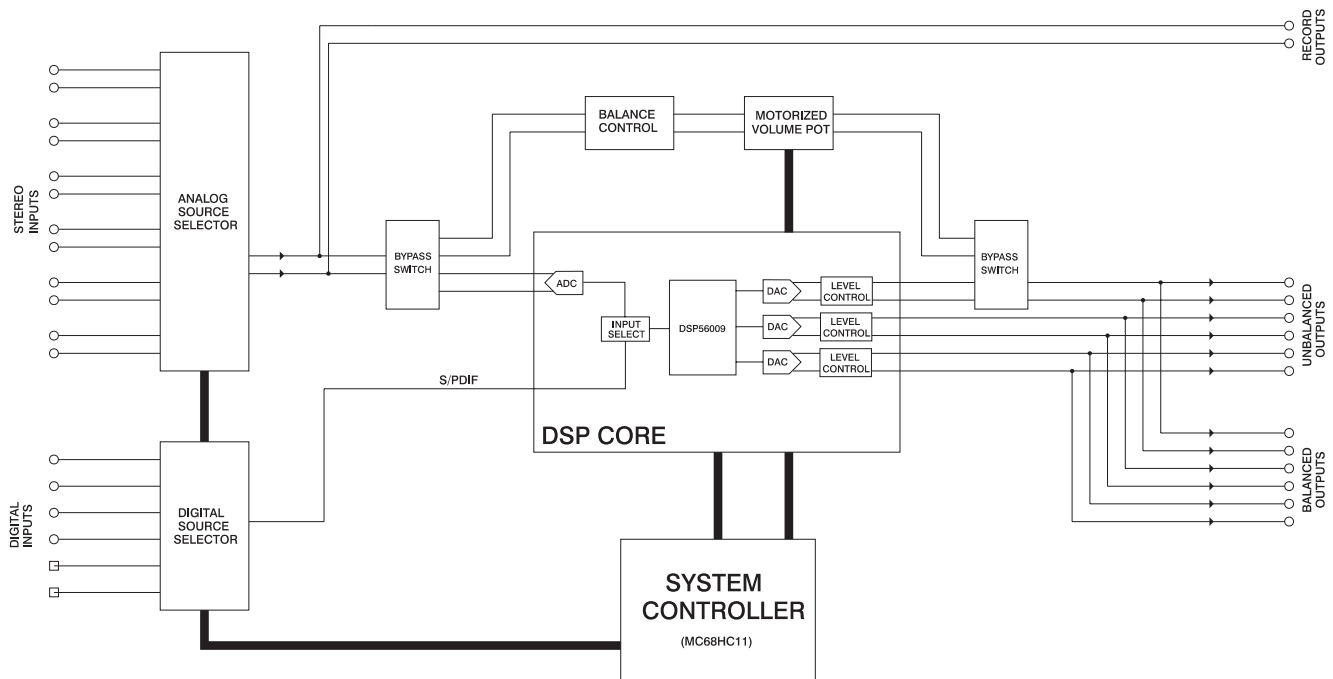 RECORD
OUTPUTS
BALANCE
CONTROL
MOTORIZED
VOLUME POT
STEREO
INPUTS
ANALOG
SOURCE
SELECTOR
BYPASS
SWITCH
BYPASS
SWITCH
ADC
INPUT
SELECT
DSP56009
DAC
LEVEL
CONTROL
DAC
LEVEL
CONTROL
DAC
LEVEL
CONTROL
UNBALANCED
OUTPUTS
S/PDIF
DSP CORE
BALANCED
OUTPUTS
DIGITAL
INPUTS
DIGITAL
SOURCE
SELECTOR
SYSTEM
CONTROLLER
(MC68HC11)